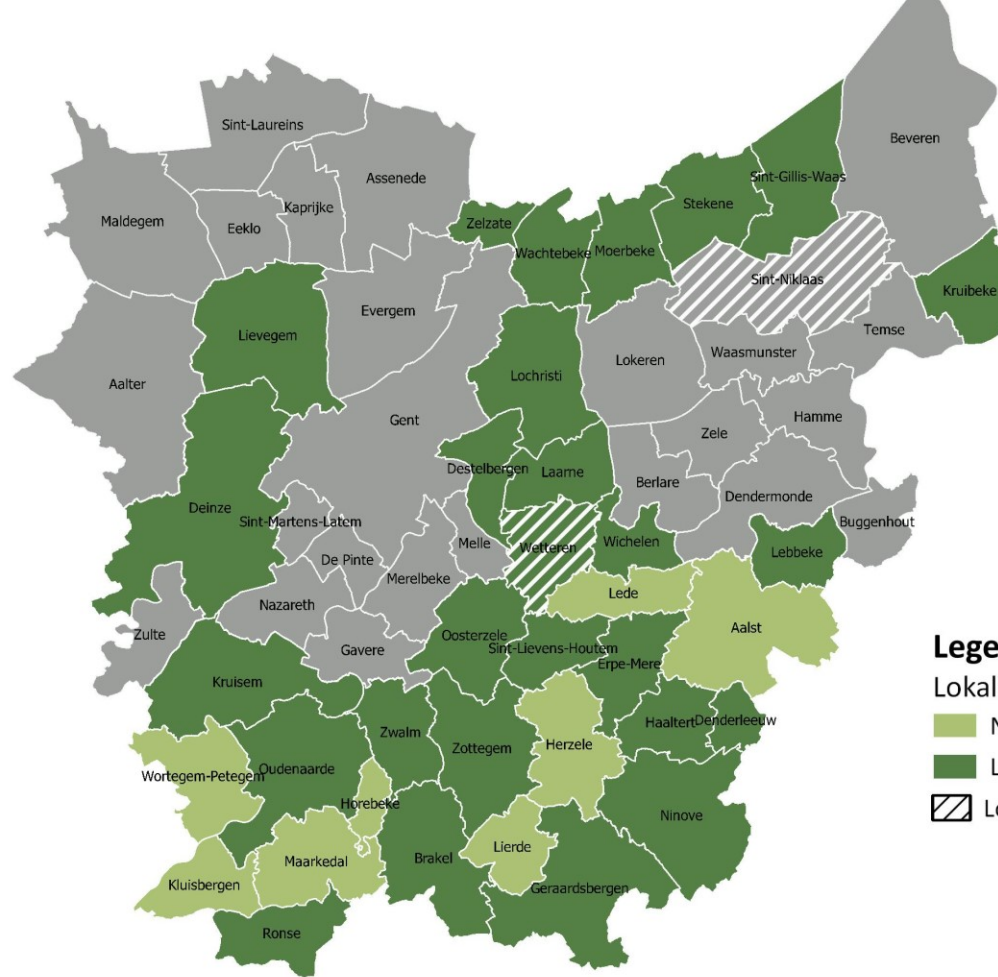 Beveren
Sint-Laureins
Assenede
Sint-Gillis-Waas
Kaprijke
Stekene
Maldegem
Eeklo
Zelzate
Wachtebeke
Moerbeke
Sint-Niklaas
Kruibeke
Evergem
Lievegem
Temse
Waasmunster
Lokeren
Aalter
Lochristi
Hamme
Gent
Zele
Destelbergen
Laarne
Berlare
Dendermonde
Deinze
Sint-Martens-Latem
Buggenhout
Melle
Wetteren
Wichelen
Lebbeke
De Pinte
Merelbeke
Lede
Nazareth
Aalst
Zulte
Oosterzele
Gavere
Sint-Lievens-Houtem
Erpe-Mere
Kruisem
Haaltert
Denderleeuw
Zwalm
Zottegem
Herzele
Oudenaarde
Wortegem-Petegem
Horebeke
Ninove
Lierde
Brakel
Maarkedal
Kluisbergen
Geraardsbergen
Ronse
Lege
Lokal
N
L
Lo